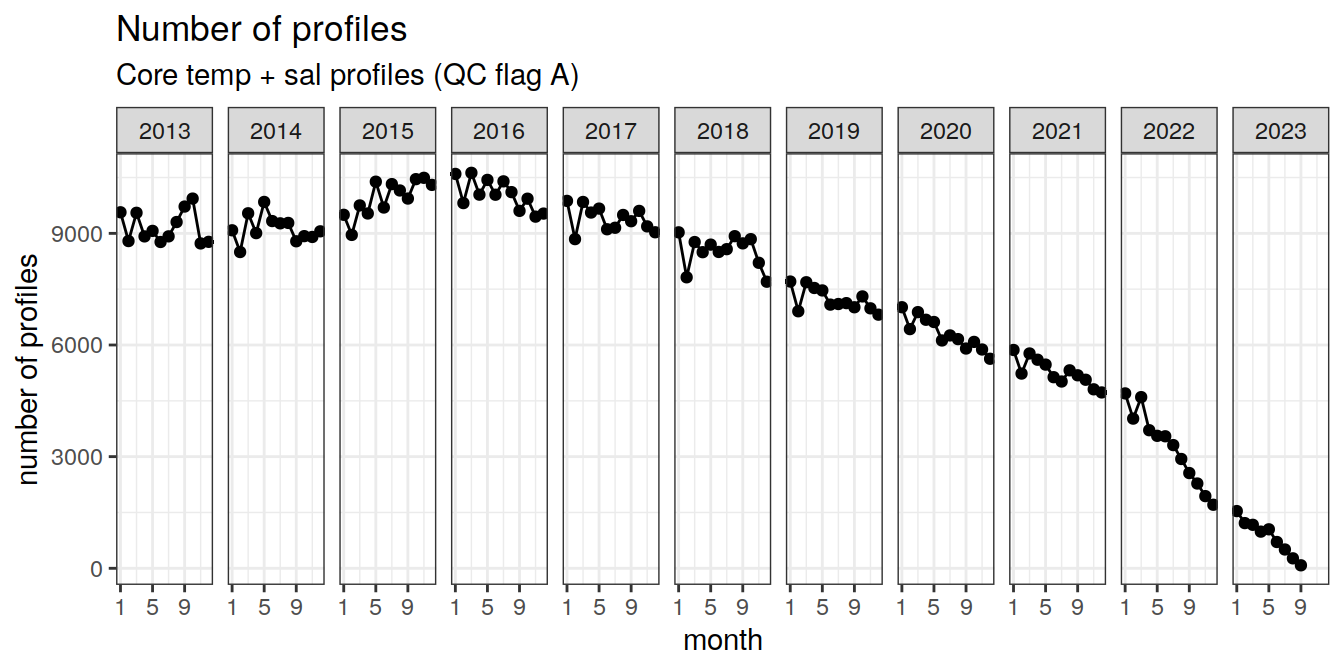 Number of profiles
Core temp + sal profiles (QC flag A)
2013 2014 2015 2016 2017 2018 2019 2020 2021 2022 2023
number of profiles
9000
6000
3000
0
1 5 9 1 5 9 1 5 9 1 5 9 1 5 9 1 5 9 1 5 9 1 5 9 1 5 9 1 5 9 1 5 9
month